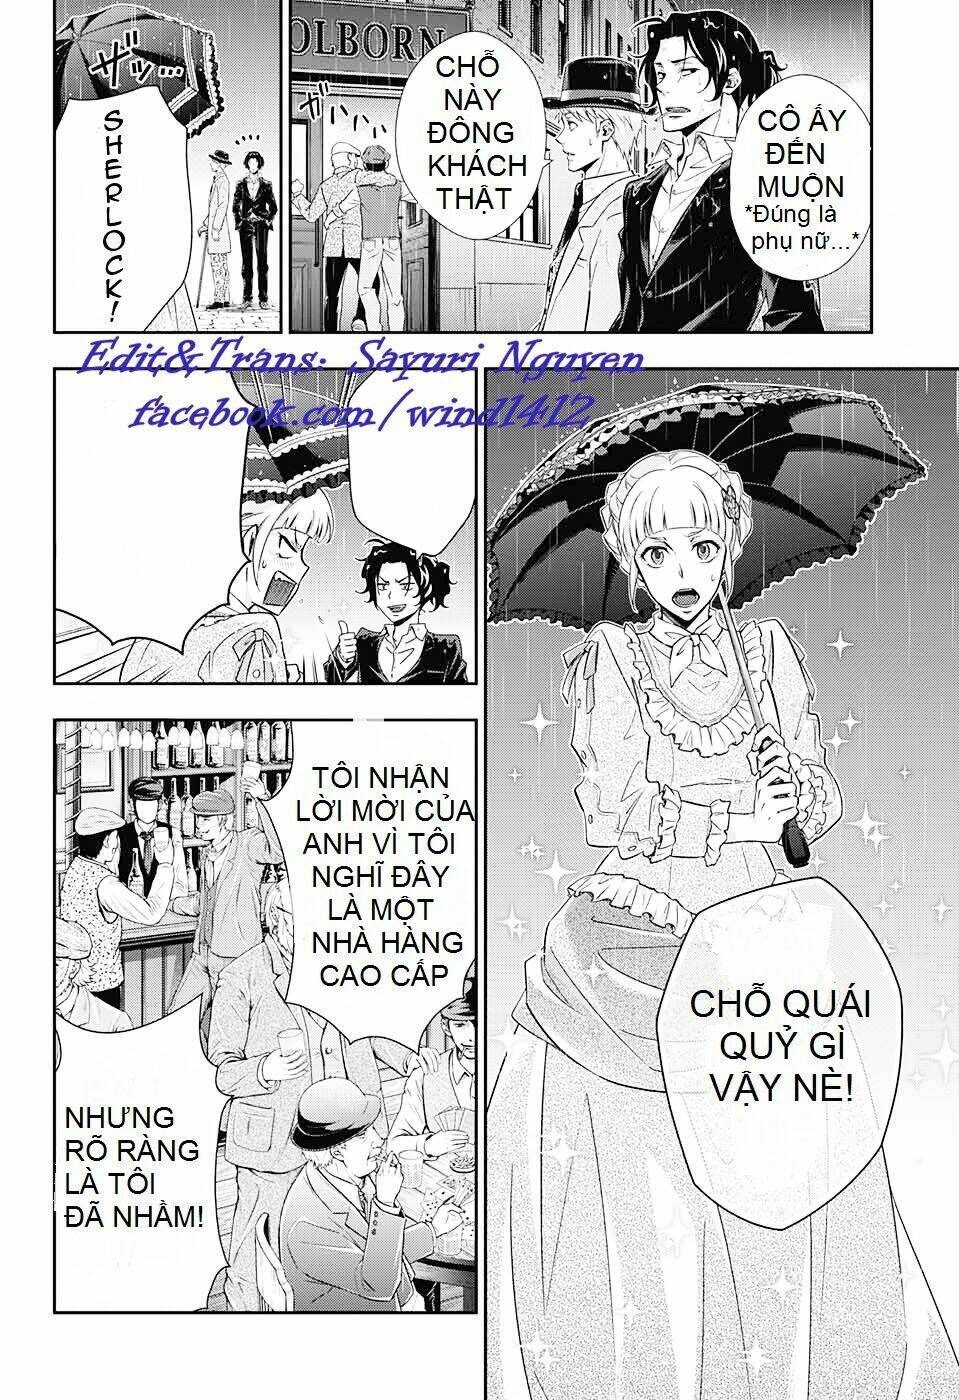 CÔ ẤY
ĐẾN
MUỘN
*Đúng là
phụ nữ...*
CHỖ
NÀY
ĐÔNG
KHÁCH
THẬT
OLBORN
ガヤ
ザッ…
SHERLOCK!
Edit&Trans: Sayuri Nguyen
facebook.com/wind1412
CHỖ QUÁI
QUỶ GÌ
VẬY NÈ!
TÔI NHẬN
LỜI MỜI CỦA
ANH VÌ TÔI
NGHĨ ĐÂY
LÀ MỘT
NHÀ HÀNG
CAO CẤP
NHƯNG
RÕ RÀNG
LÀ TÔI
ĐÃ NHẦM!